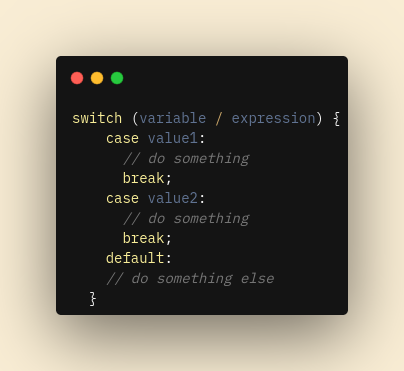 switch (variable / expression) {
case value1:
// do something
break;
case value2:
// do something
break;
default:
// do something else
}